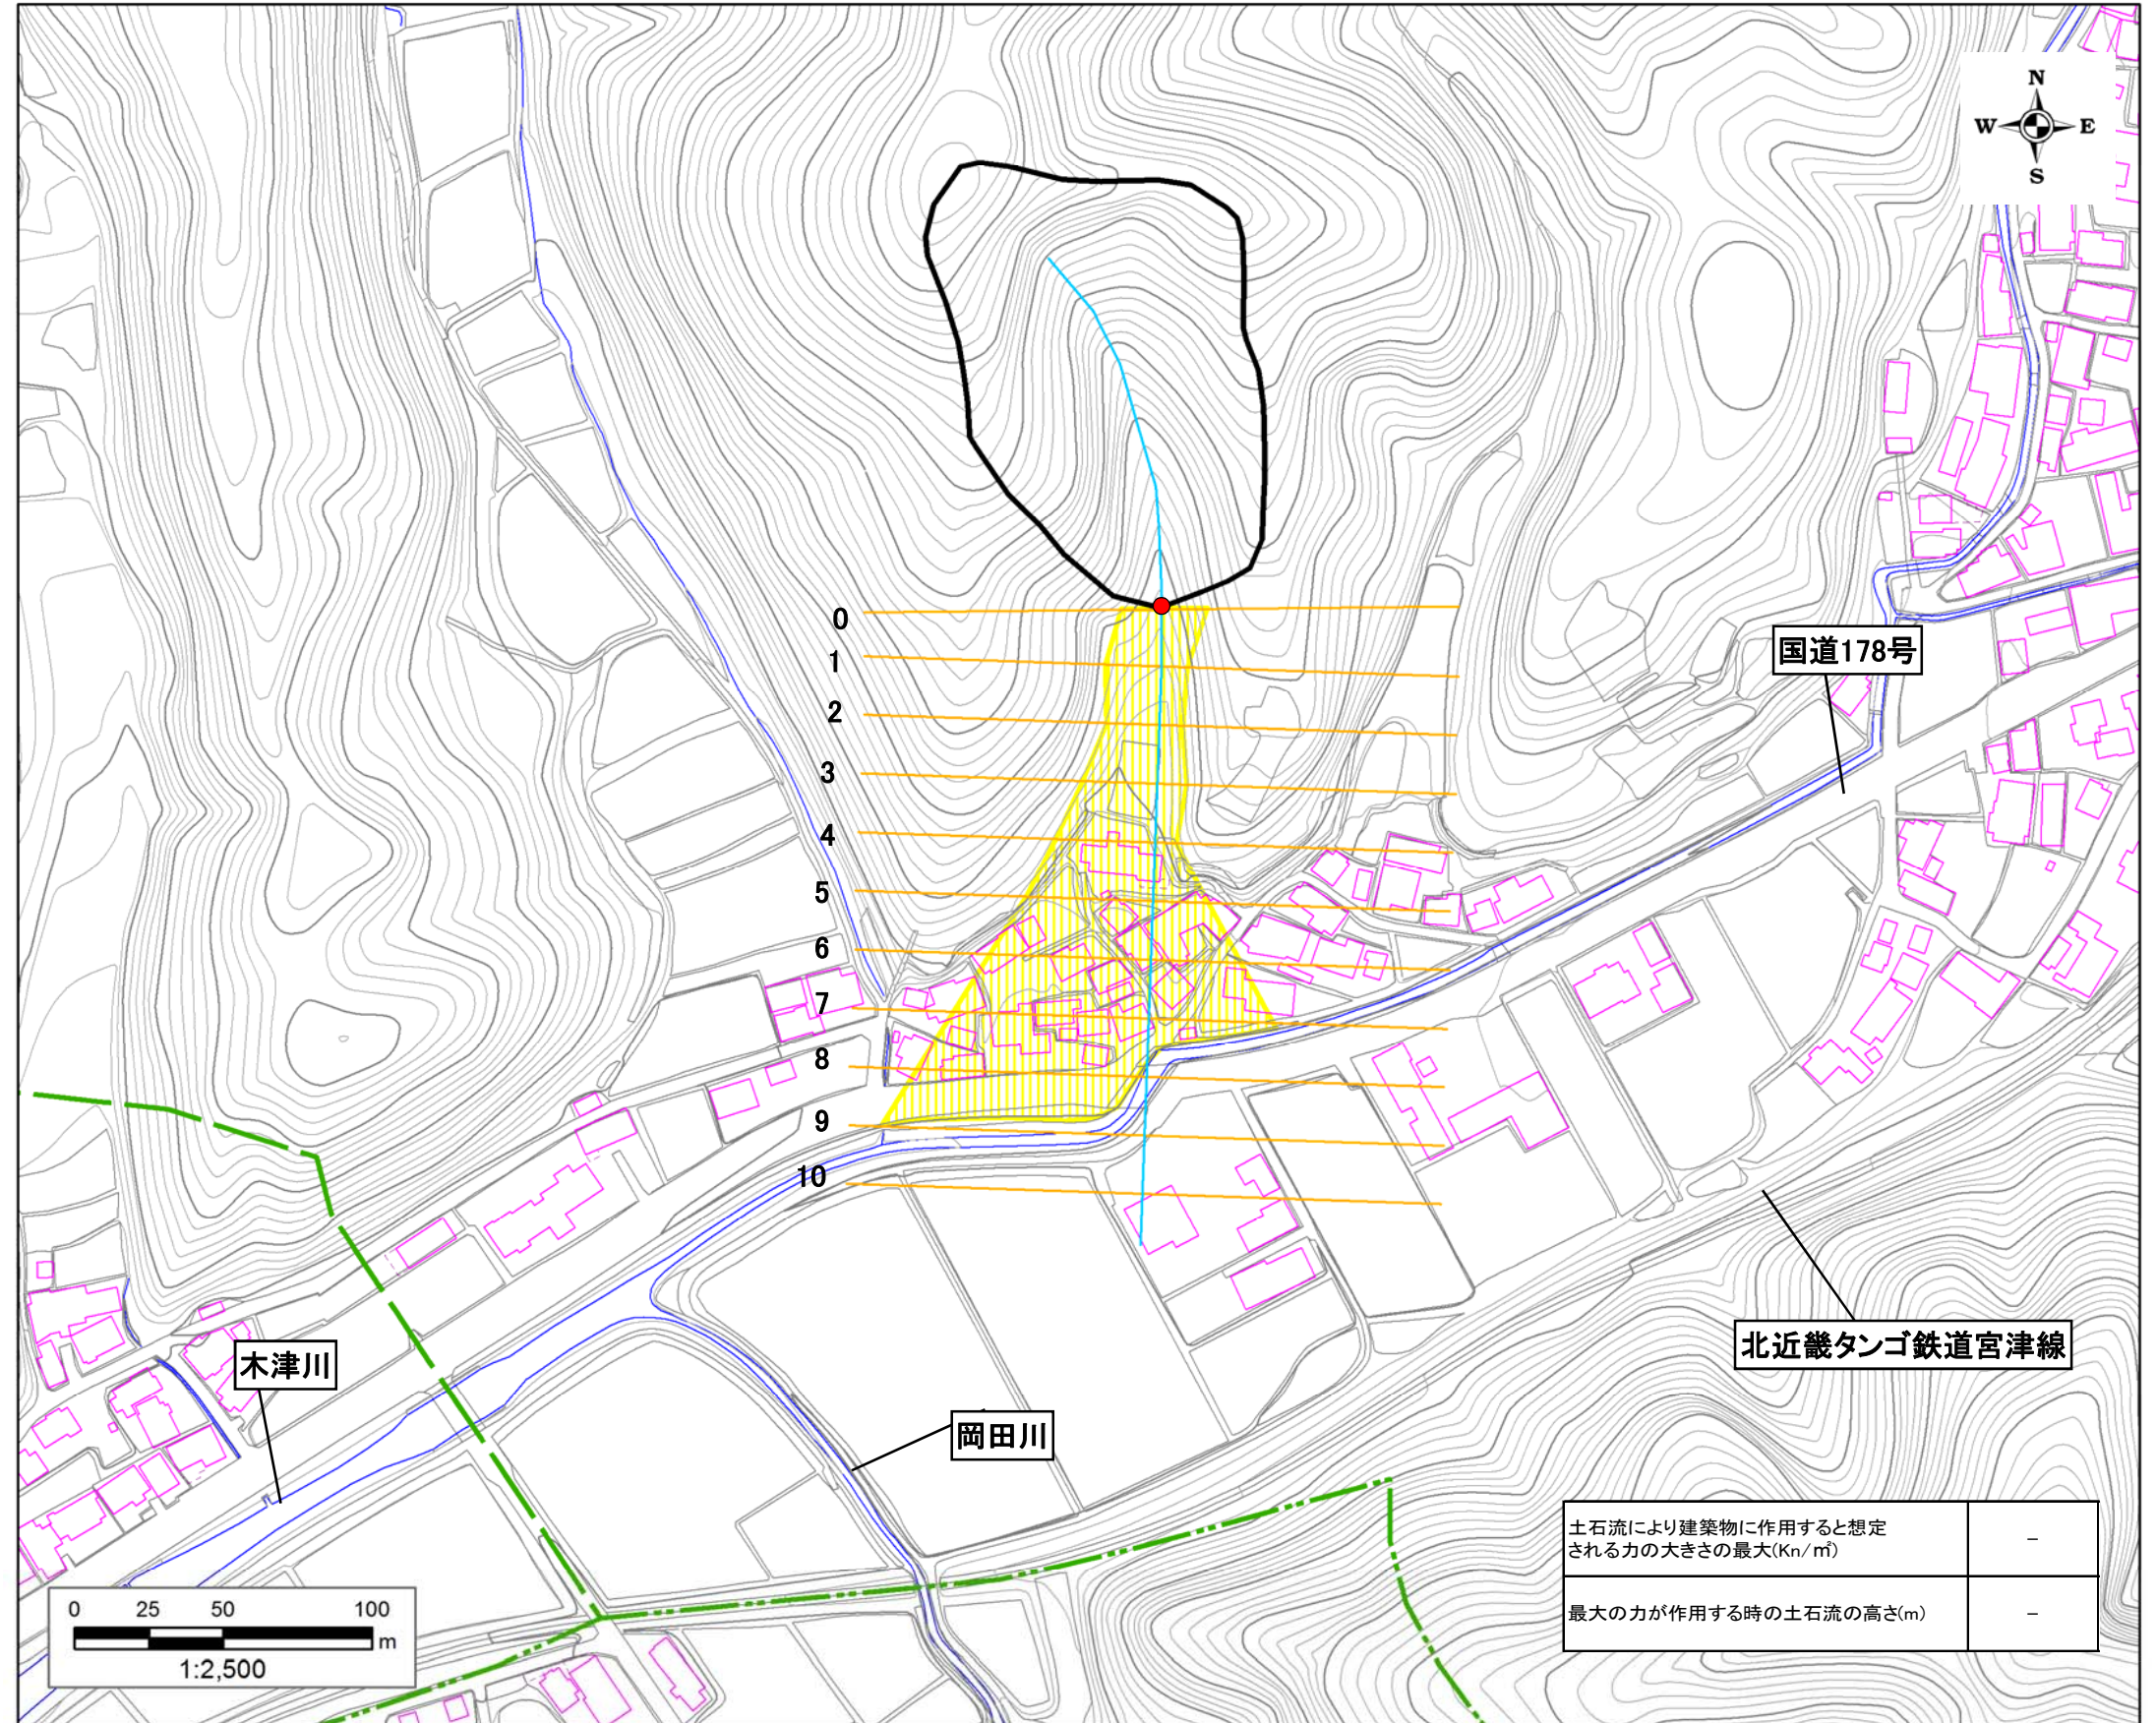 N
W E
S
0
1
2
3
4
5
6
7
8
9
10
国道178号
北近畿タンゴ鉄道宮津線
木津川
岡田川
土石流により建築物に作用すると想定
される力の大きさの最大(Kn/㎡) －
最大の力が作用する時の土石流の高さ(m) －
0 25 50 100
m
1:2,500